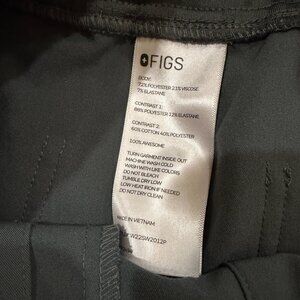 FIGS
BODY:
72% POLYESTER 21% VISCOSE
7% ELASTANE
CONTRAST 1:
88% POLYESTER 12% ELASTANE
CONTRAST 2:
60% COTTON 40% POLYESTER
100% AWESOME
TURN GARMENT INSIDE OUT
MACHINE WASH COLD
WASH WITH LIKE COLORS
DO NOT BLEACH
TUMBLE DRY LOW
LOW HEAT IRON IF NEEDED
DO NOT DRY CLEAN
MADE IN VIETNAM
W22SW2012P